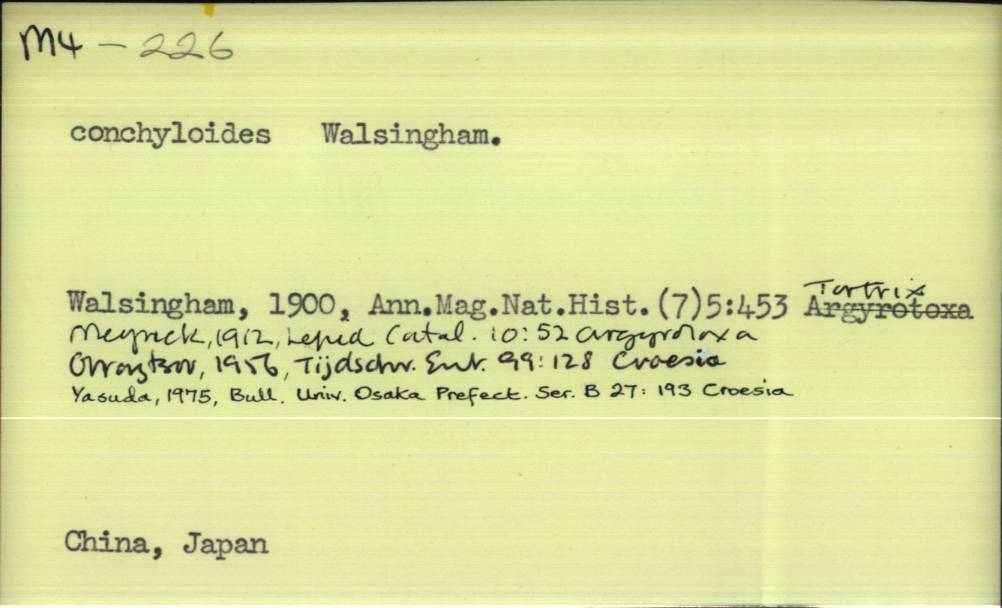 M4 - 226
conchyloides Walsingham.
Tortrix
Walsingham, 1900, Ann.Mag.Nat.Hist.(7)5:453 Argyrotoxa
Meyrick, 1912, Lepid Catal. 10:52 Argyrotoxa
Obraztsov, 1956, Tijdschr. Ent. 99: 128 Croesia
Yasuda, 1975, Bull. Univ. Osaka Prefect. Ser. B 27: 193 Croesia
China, Japan